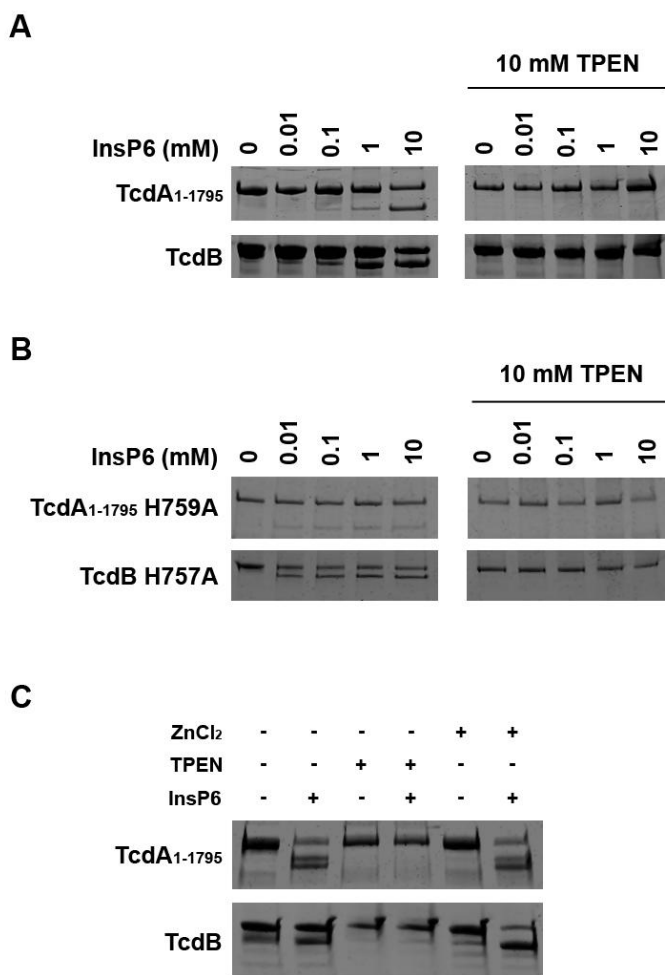 A
10 mM TPEN
InsP6 (mM) 0 0.01 0.1 1 10 0 0.01 0.1 1 10
TcdA1-1795
TcdB
B
10 mM TPEN
InsP6 (mM) 0 0.01 0.1 1 10 0 0.01 0.1 1 10
TcdA1-1795 H759A
TcdB H757A
C
ZnCl2 - - - - + +
TPEN - - + + - -
InsP6 - + - + - +
TcdA1-1795
TcdB